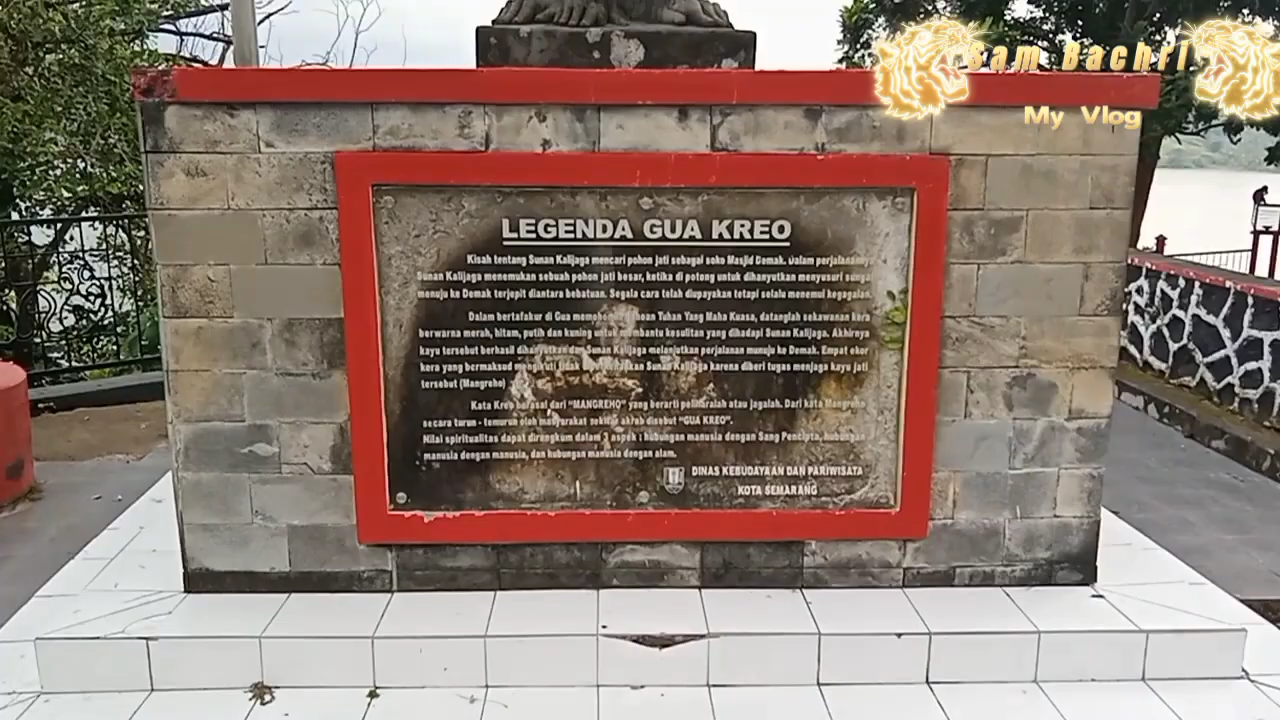 Sam Bachri
My Vlog
LEGENDA GUA KREO
Kisah tentang Sunan Kalijaga mencari pohon jati sebagai soko Masjid Demak. Dalam perjalanannya
Sunan Kalijaga menemukan sebuah pohon jati besar, ketika di potong untuk dihanyutkan menyusuri sungai
menuju ke Demak terjepit diantara bebatuan. Segala cara telah diupayakan tetapi selalu menemui kegagalan.
Dalam bertafakur di Gua Tuhan Yang Maha Kuasa, datanglah sekawanan kera
berwarna merah, hitam, putih dan kuning untuk membantu kesulitan yang dihadapi Sunan Kalijaga. Akhirnya
kayu tersebut berhasil dihanyutkan dan Sunan Kalijaga melanjutkan perjalanan munuju ke Demak. Empat ekor
kera yang bermaksud mengikuti tidak Sunan Kalijaga karena diberi tugas menjaga kayu jati
tersebut (Mangreho)
Kata Kreo berasal dari "MANGREHO" yang berarti peliharalah atau jagalah. Dari kata Mangreho
secara turun - temurun oleh masyarakat sekitar akrab disebut "GUA KREO".
Nilai spiritualitas dapat dirangkum dalam 3 aspek : hubungan manusia dengan Sang Pencipta, hubungan
manusia dengan manusia, dan hubungan manusia dengan alam.
DINAS KEBUDAYAAN DAN PARIWISATA
KOTA SEMARANG